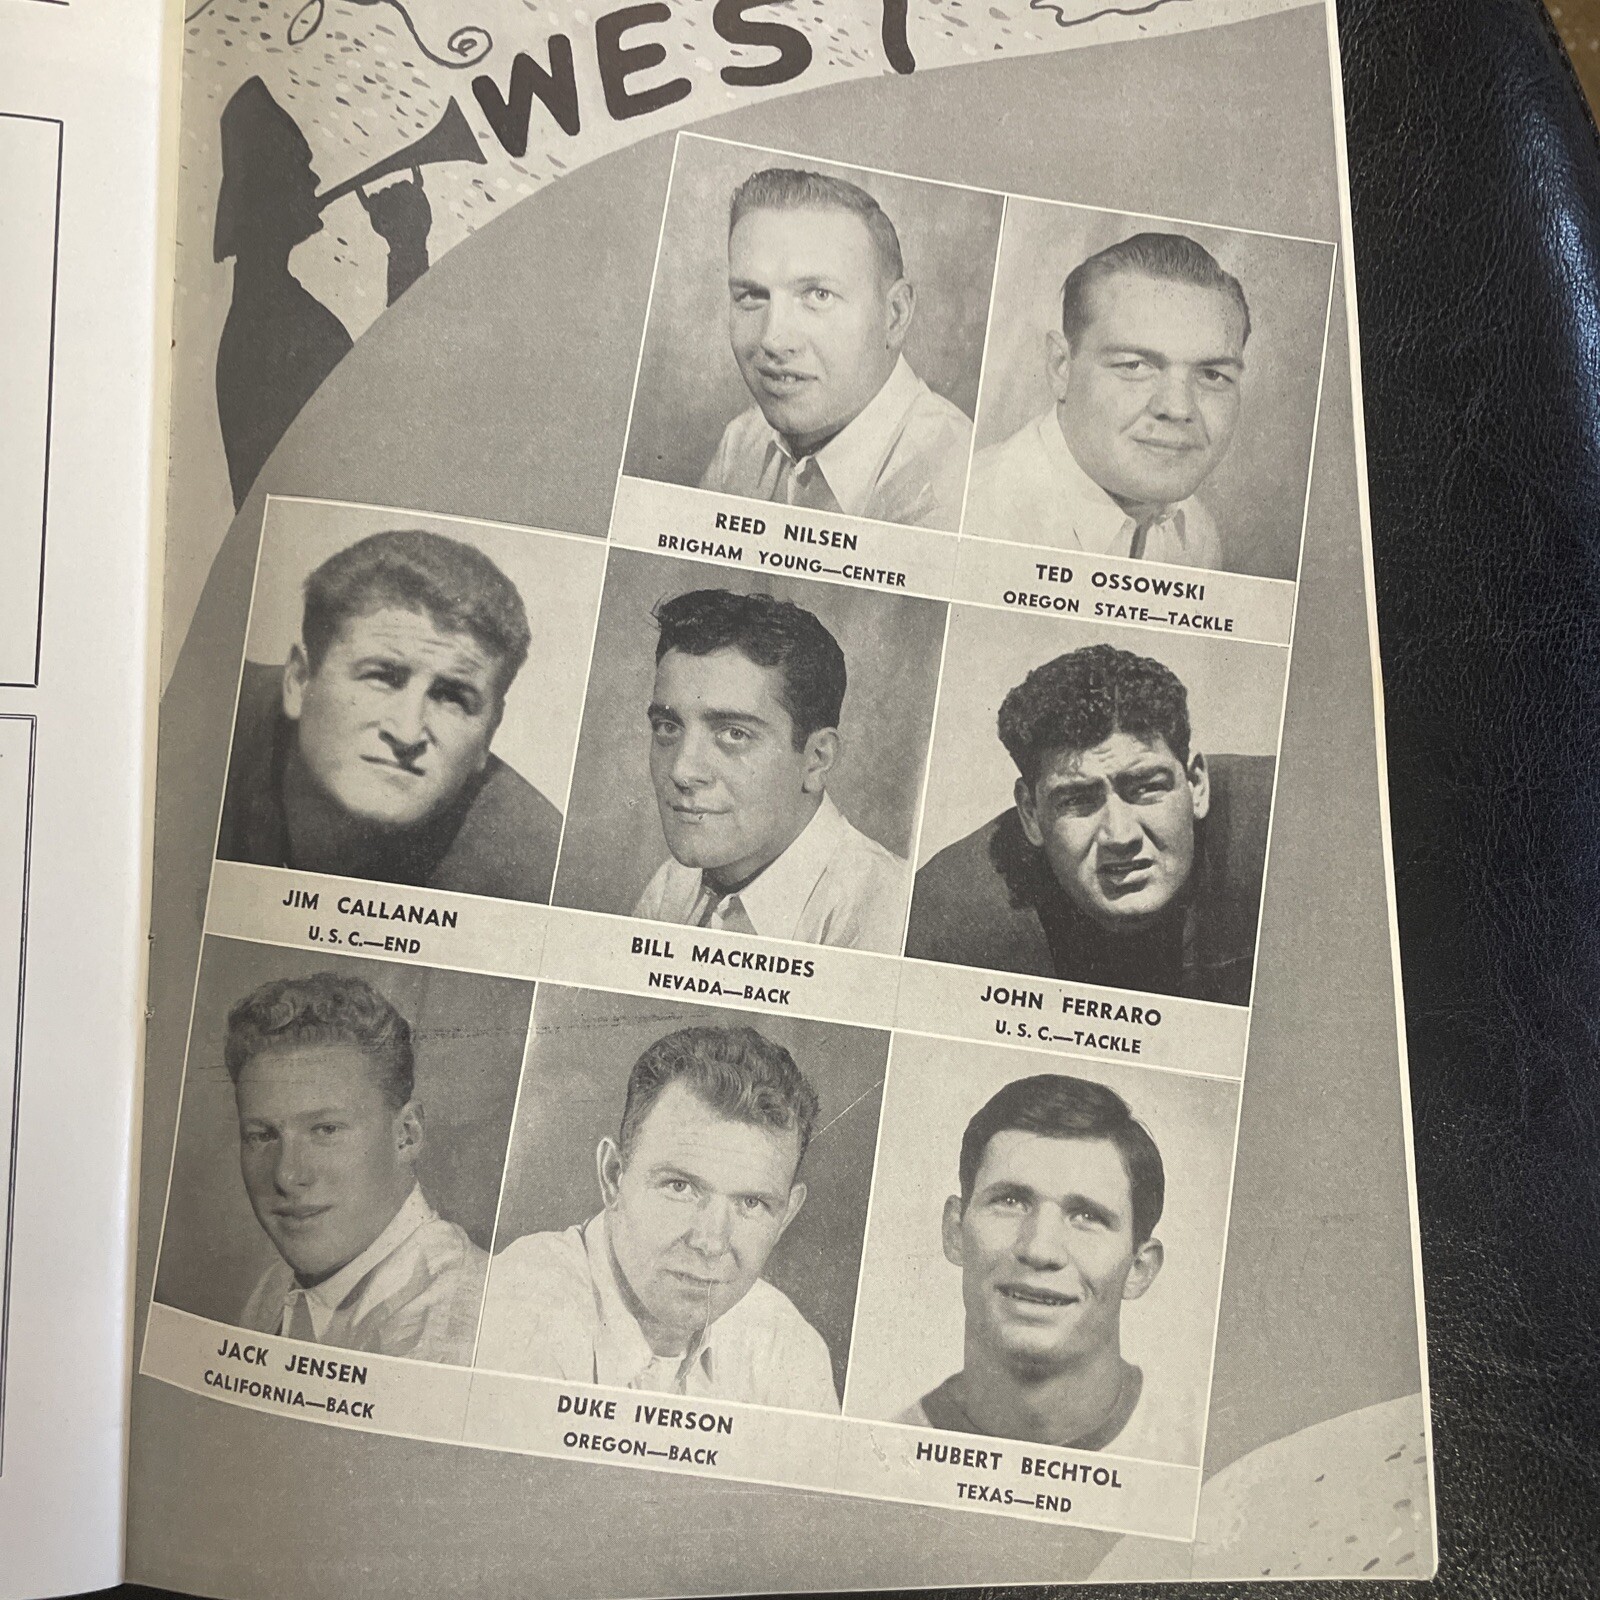 WEST
REED NILSEN
BRIGHAM YOUNG—CENTER
TED OSSOWSKI
OREGON STATE—TACKLE
JIM CALLANAN
U. S. C.—END
BILL MACKRIDES
NEVADA—BACK
JOHN FERRARO
U. S. C.—TACKLE
JACK JENSEN
CALIFORNIA—BACK
DUKE IVERSON
OREGON—BACK
HUBERT BECHTOL
TEXAS—END